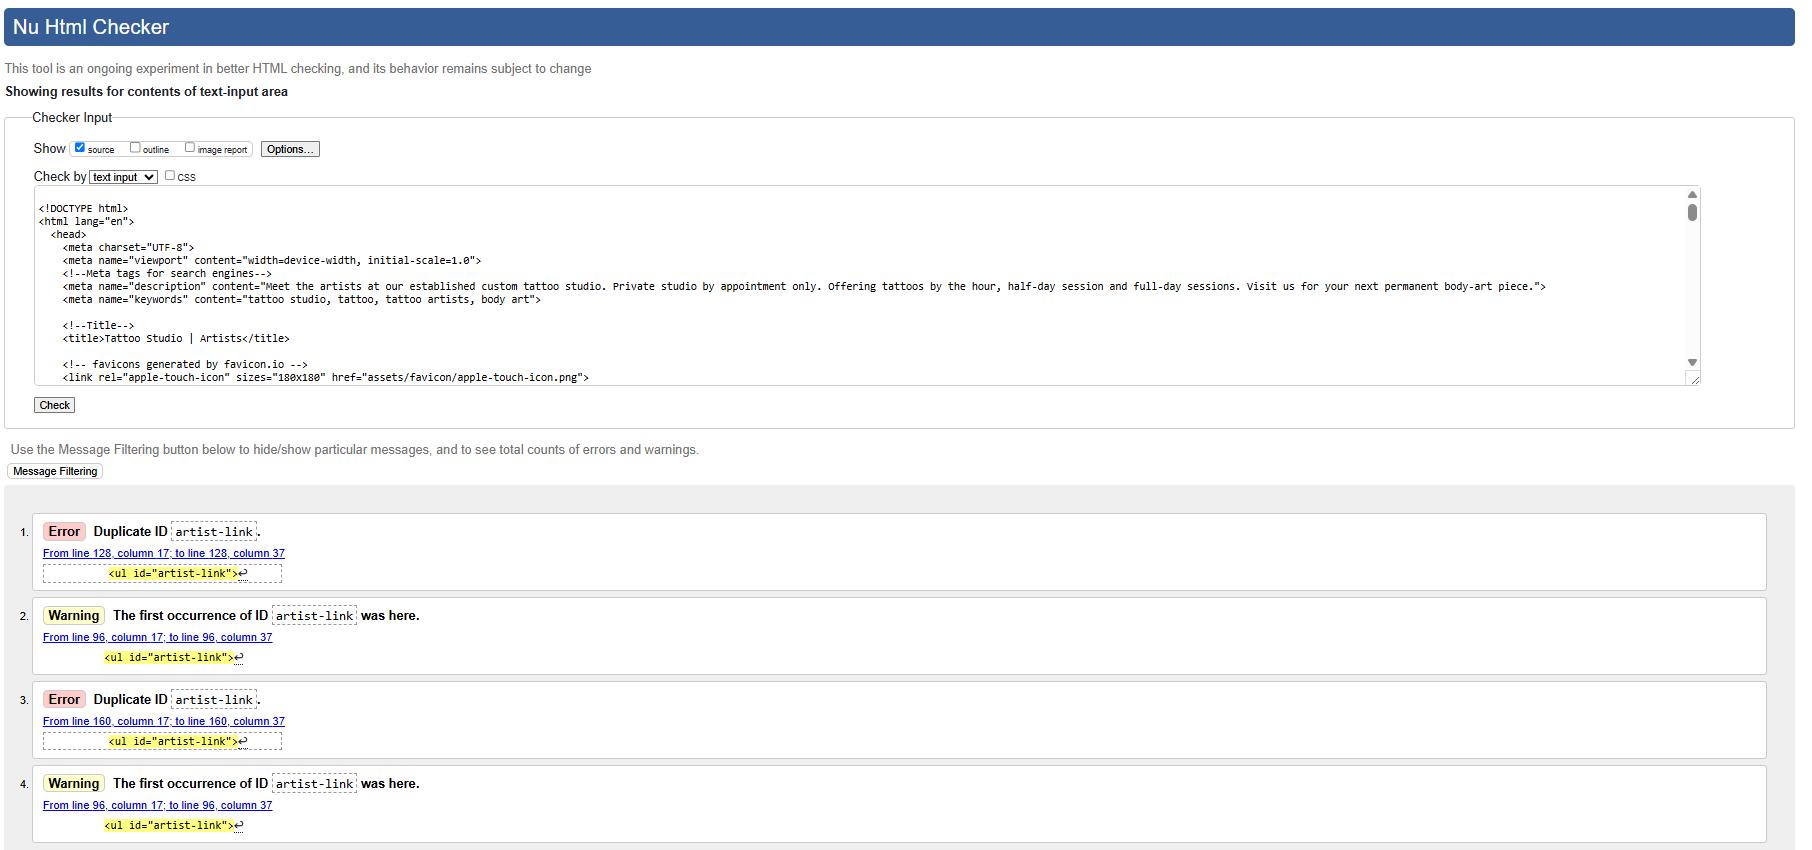 Nu Html Checker
This tool is an ongoing experiment in better HTML checking, and its behavior remains subject to change
Showing results for contents of text-input area
Checker Input
Show source outline image report Options...
Check by text input css
<!DOCTYPE html>
<html lang="en">
<head>
<meta charset="UTF-8">
<meta name="viewport" content="width=device-width, initial-scale=1.0">
<!--Meta tags for search engines-->
<meta name="description" content="Meet the artists at our established custom tattoo studio. Private studio by appointment only. Offering tattoos by the hour, half-day session and full-day sessions. Visit us for your next permanent body-art piece.">
<meta name="keywords" content="tattoo studio, tattoo, tattoo artists, body art">
<!--Title-->
<title>Tattoo Studio | Artists</title>
<!-- favicons generated by favicon.io -->
<link rel="apple-touch-icon" sizes="180x180" href="assets/favicon/apple-touch-icon.png">
Check
Use the Message Filtering button below to hide/show particular messages, and to see total counts of errors and warnings.
Message Filtering
1. Error Duplicate ID artist-link.
From line 128, column 17; to line 128, column 37
<ul id="artist-link">↩
2. Warning The first occurrence of ID artist-link was here.
From line 96, column 17; to line 96, column 37
<ul id="artist-link">↩
3. Error Duplicate ID artist-link.
From line 160, column 17; to line 160, column 37
<ul id="artist-link">↩
4. Warning The first occurrence of ID artist-link was here.
From line 96, column 17; to line 96, column 37
<ul id="artist-link">↩